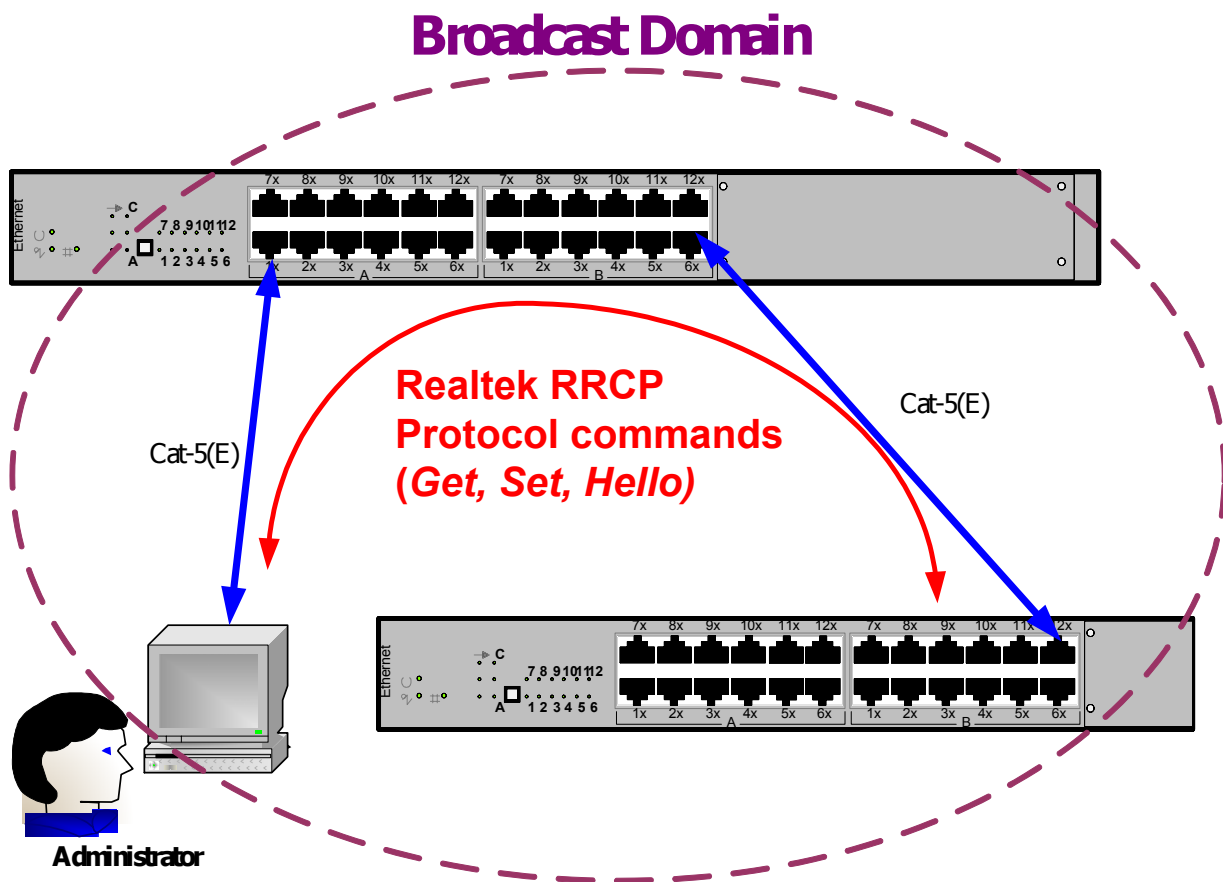 Broadcast Domain
7x 8x 9x 10x 11x 12x 7x 8x 9x 10x 11x 12x
Ethernet
C
7 8 9 10 11 12
A 1 2 3 4 5 6
1x 2x 3x 4x 5x 6x 1x 2x 3x 4x 5x 6x
A B
Realtek RRCP
Protocol commands
(Get, Set, Hello)
Cat-5(E)
Cat-5(E)
7x 8x 9x 10x 11x 12x 7x 8x 9x 10x 11x 12x
Ethernet
C
7 8 9 10 11 12
A 1 2 3 4 5 6
1x 2x 3x 4x 5x 6x 1x 2x 3x 4x 5x 6x
A B
Administrator